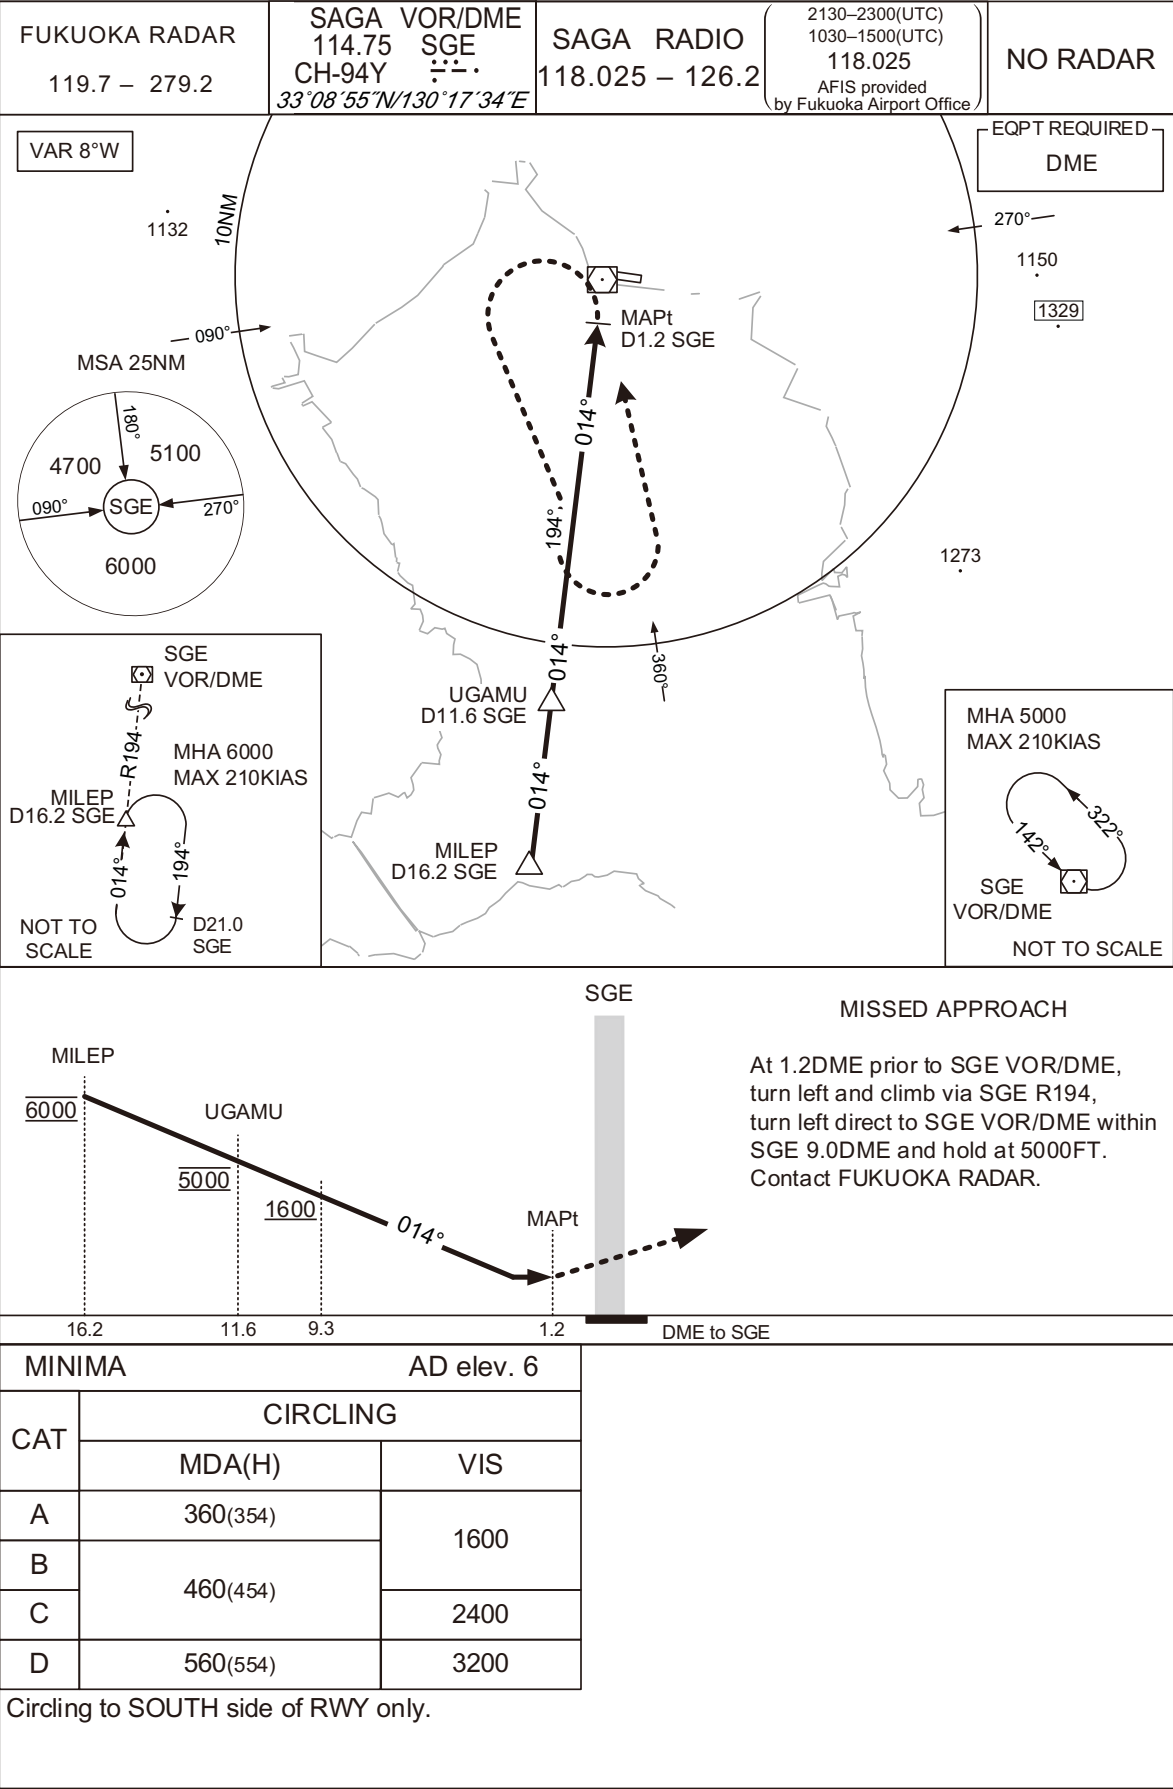 FUKUOKA RADAR
119.7 – 279.2
SAGA VOR/DME
114.75 SGE
CH-94Y
33°08´55˝N/130°17´34˝E
SAGA RADIO
118.025 – 126.2
2130–2300(UTC)
1030–1500(UTC)
118.025
AFIS provided
by Fukuoka Airport Office
NO RADAR
VAR 8°W
EQPT REQUIRED
DME
10NM
1132
270°
1150
1329
090°
MAPt
D1.2 SGE
MSA 25NM
180°
4700
5100
090°
SGE
270°
6000
014°
194°
1273
014°
360°
UGAMU
D11.6 SGE
014°
MILEP
D16.2 SGE
SGE
VOR/DME
R194
MHA 6000
MAX 210KIAS
MILEP
D16.2 SGE
014°
194°
NOT TO
SCALE
D21.0
SGE
MHA 5000
MAX 210KIAS
142°
322°
SGE
VOR/DME
NOT TO SCALE
SGE
MISSED APPROACH
MILEP
At 1.2DME prior to SGE VOR/DME,
turn left and climb via SGE R194,
turn left direct to SGE VOR/DME within
SGE 9.0DME and hold at 5000FT.
Contact FUKUOKA RADAR.
6000
UGAMU
5000
1600
014°
MAPt
16.2
11.6
9.3
1.2
DME to SGE
MINIMA
AD elev. 6
CAT
CIRCLING
MDA(H)
VIS
A
360(354)
1600
B
460(454)
C
2400
D
560(554)
3200
Circling to SOUTH side of RWY only.